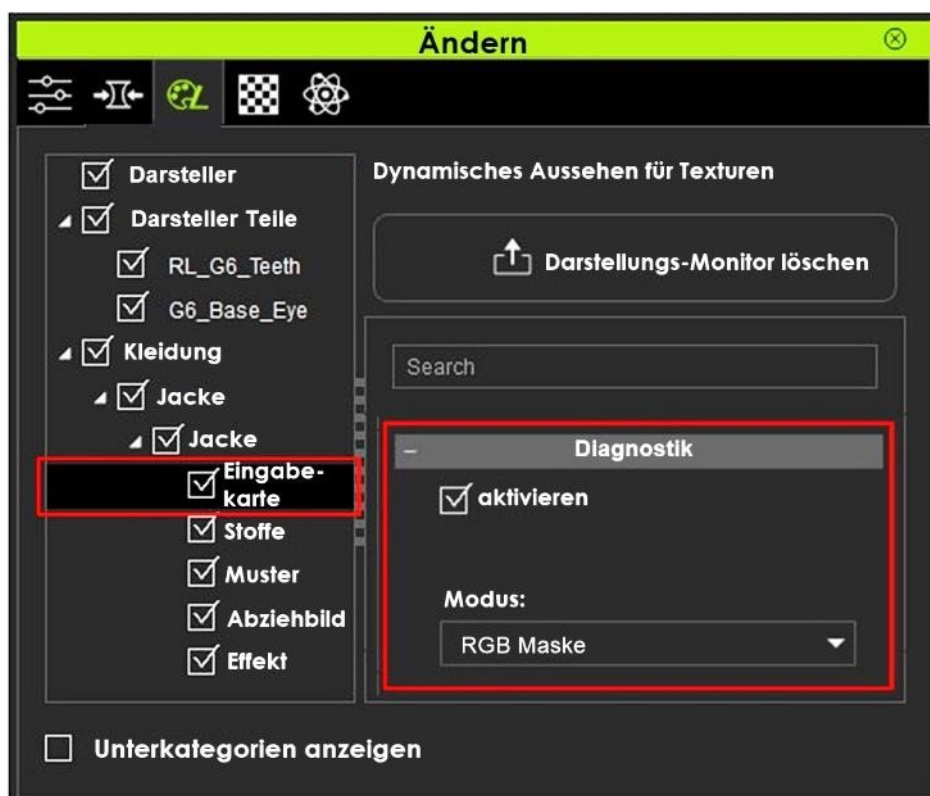 Ändern
Darsteller
Darsteller Teile
RL_G6_Teeth
G6_Base_Eye
Kleidung
Jacke
Jacke
Eingabe-
karte
Stoffe
Muster
Abziehbild
Effekt
Dynamisches Aussehen für Texturen
Darstellungs-Monitor löschen
Search
Diagnostik
aktivieren
Modus:
RGB Maske
Unterkategorien anzeigen